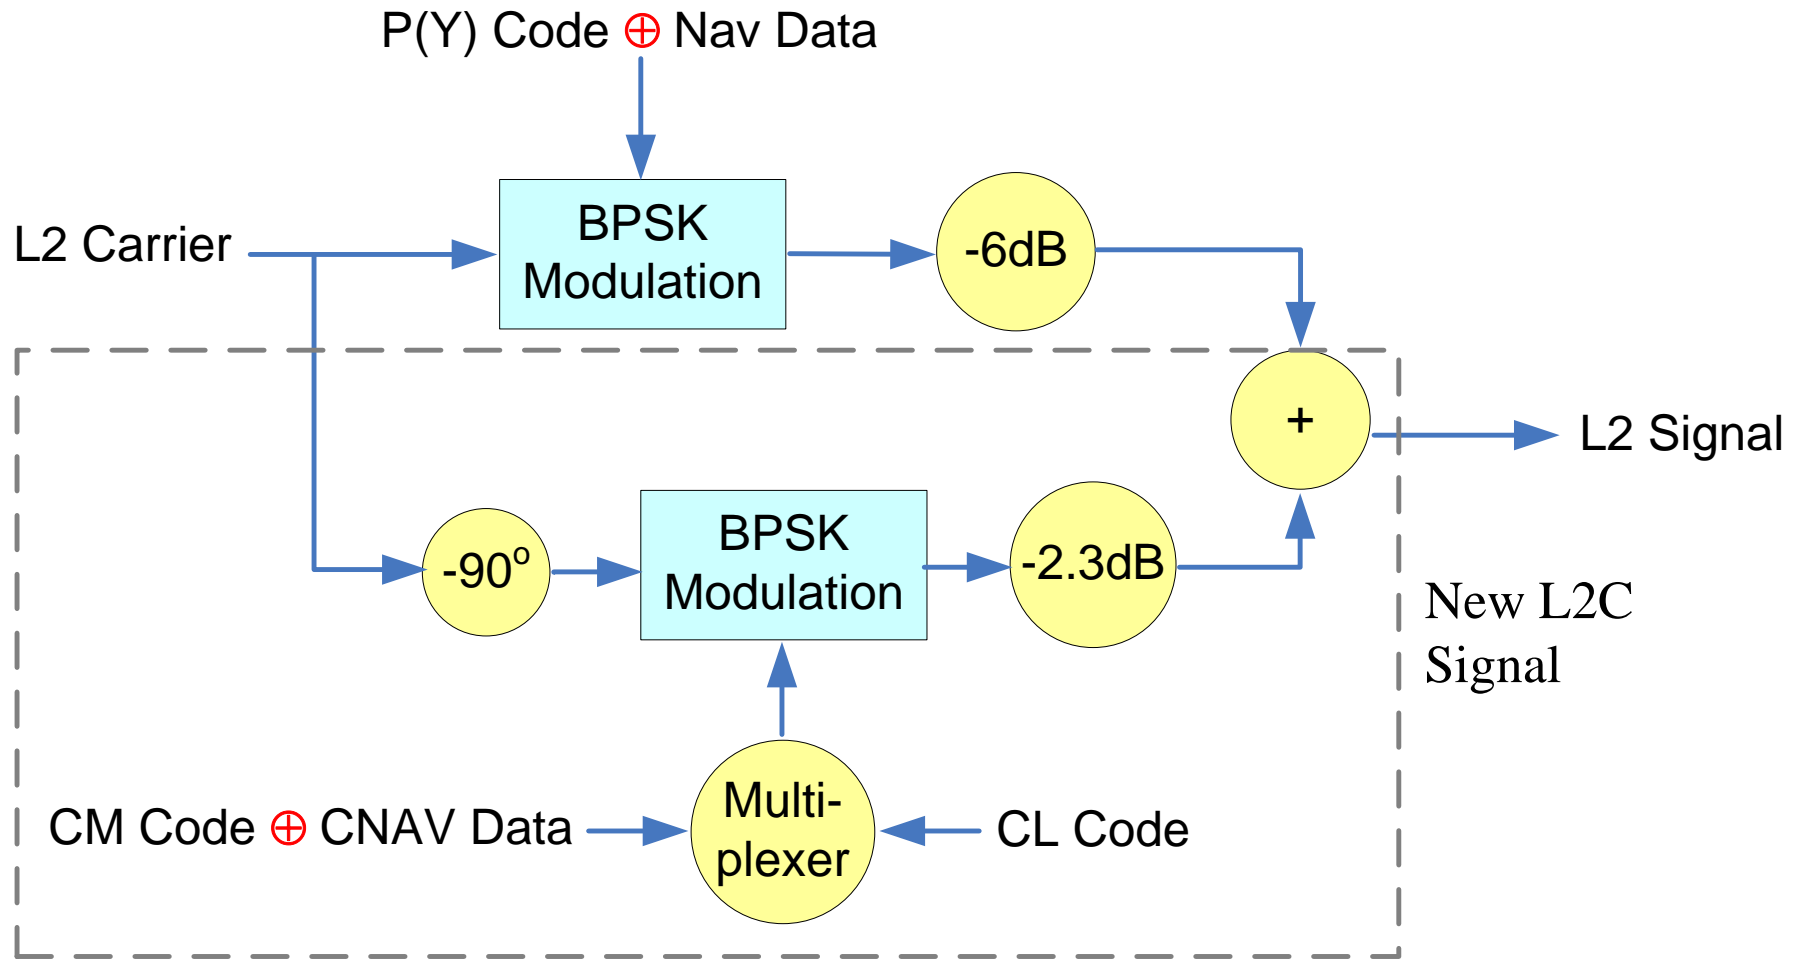 P(Y) Code ⊕ Nav Data
L2 Carrier
BPSK
Modulation
-6dB
+
L2 Signal
-90°
BPSK
Modulation
-2.3dB
New L2C
Signal
CM Code ⊕ CNAV Data
Multi-
plexer
CL Code